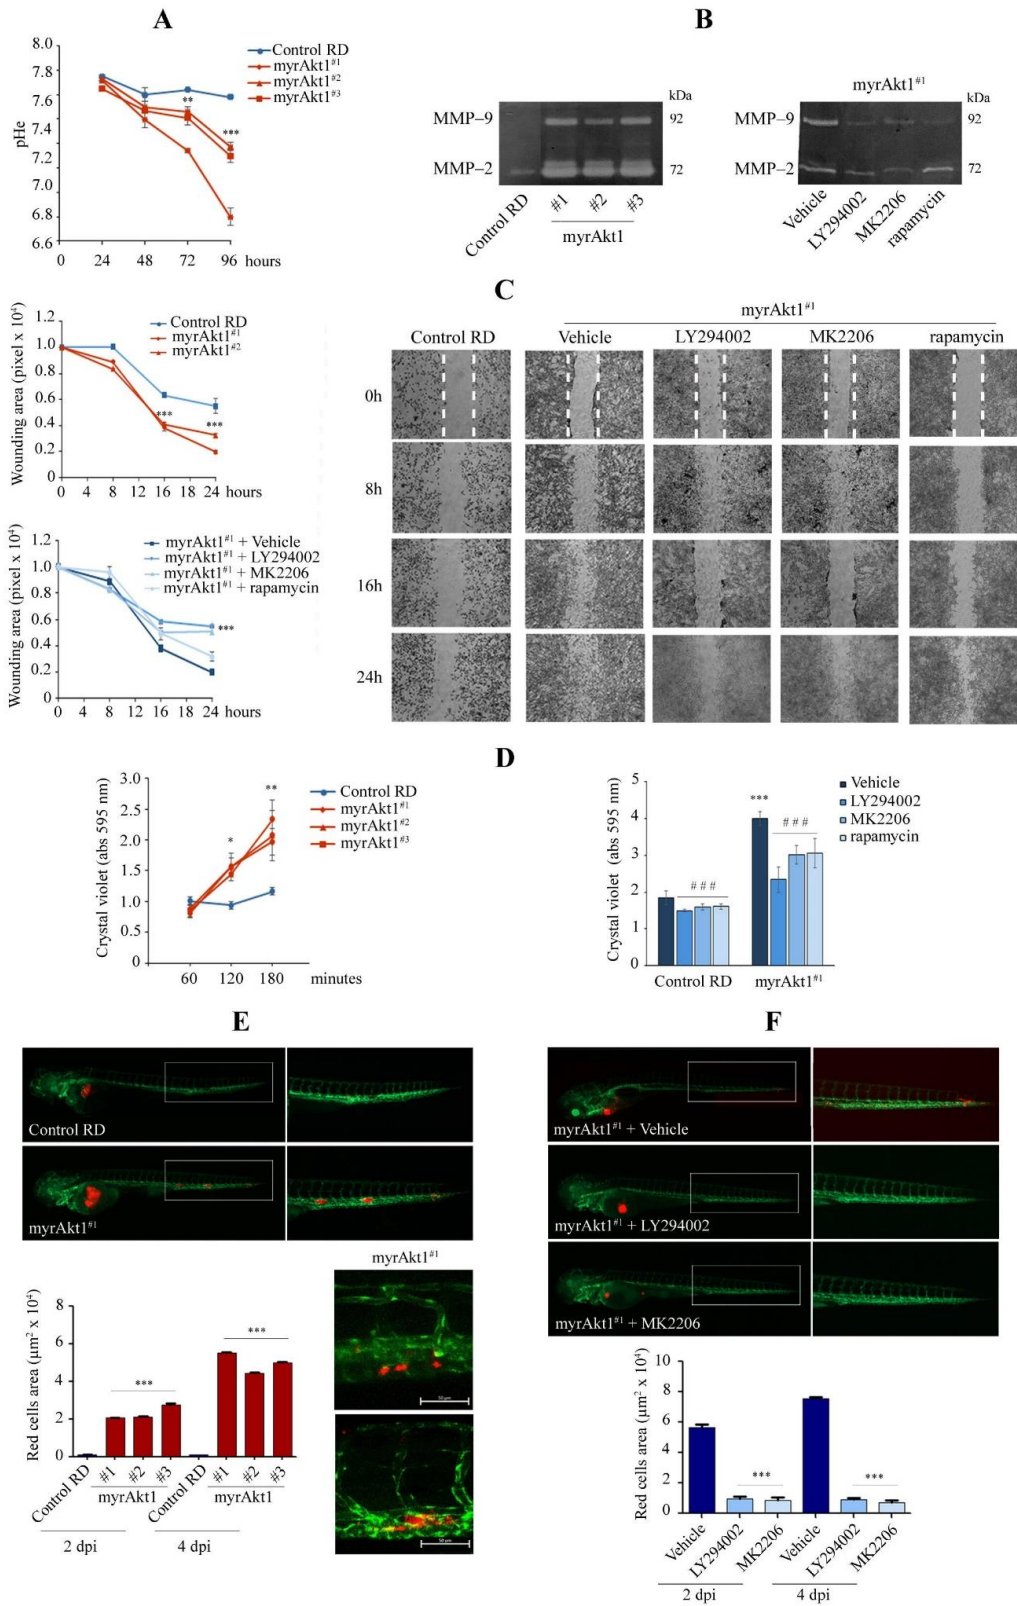 A
8.0
7.8
7.6
7.4
7.2
7.0
6.8
6.6
pHe
0 24 48 72 96 hours
**
***
Control RD
myrAkt1#1
myrAkt1#2
myrAkt1#3
B
kDa
MMP–9
92
MMP–2
72
Control RD
#1
#2
#3
myrAkt1
myrAkt1#1
kDa
MMP–9
92
MMP–2
72
Vehicle
LY294002
MK2206
rapamycin
C
Wounding area (pixel x 10⁴)
1.2
1.0
0.8
0.6
0.4
0.2
0
0 4 8 12 16 18 24 hours
***
***
Control RD
myrAkt1#1
myrAkt1#2
Wounding area (pixel x 10⁴)
1.2
1.0
0.8
0.6
0.4
0.2
0
0 4 8 12 16 18 24 hours
***
myrAkt1#1 + Vehicle
myrAkt1#1 + LY294002
myrAkt1#1 + MK2206
myrAkt1#1 + rapamycin
myrAkt1#1
Control RD Vehicle LY294002 MK2206 rapamycin
0h
8h
16h
24h
D
Crystal violet (abs 595 nm)
3.0
2.5
2.0
1.5
1.0
0.5
0
60 120 180 minutes
*
**
Control RD
myrAkt1#1
myrAkt1#2
myrAkt1#3
Crystal violet (abs 595 nm)
5
4
3
2
1
0
###
***
###
Control RD myrAkt1#1
Vehicle
LY294002
MK2206
rapamycin
E
Control RD
myrAkt1#1
Red cells area (µm² x 10⁴)
8
6
4
2
0
***
***
Control RD
#1
#2
#3
Control RD
#1
#2
#3
myrAkt1 myrAkt1
2 dpi 4 dpi
myrAkt1#1
50 µm
50 µm
F
myrAkt1#1 + Vehicle
myrAkt1#1 + LY294002
myrAkt1#1 + MK2206
Red cells area (µm² x 10⁴)
10
8
6
4
2
0
***
***
Vehicle
LY294002
MK2206
Vehicle
LY294002
MK2206
2 dpi 4 dpi